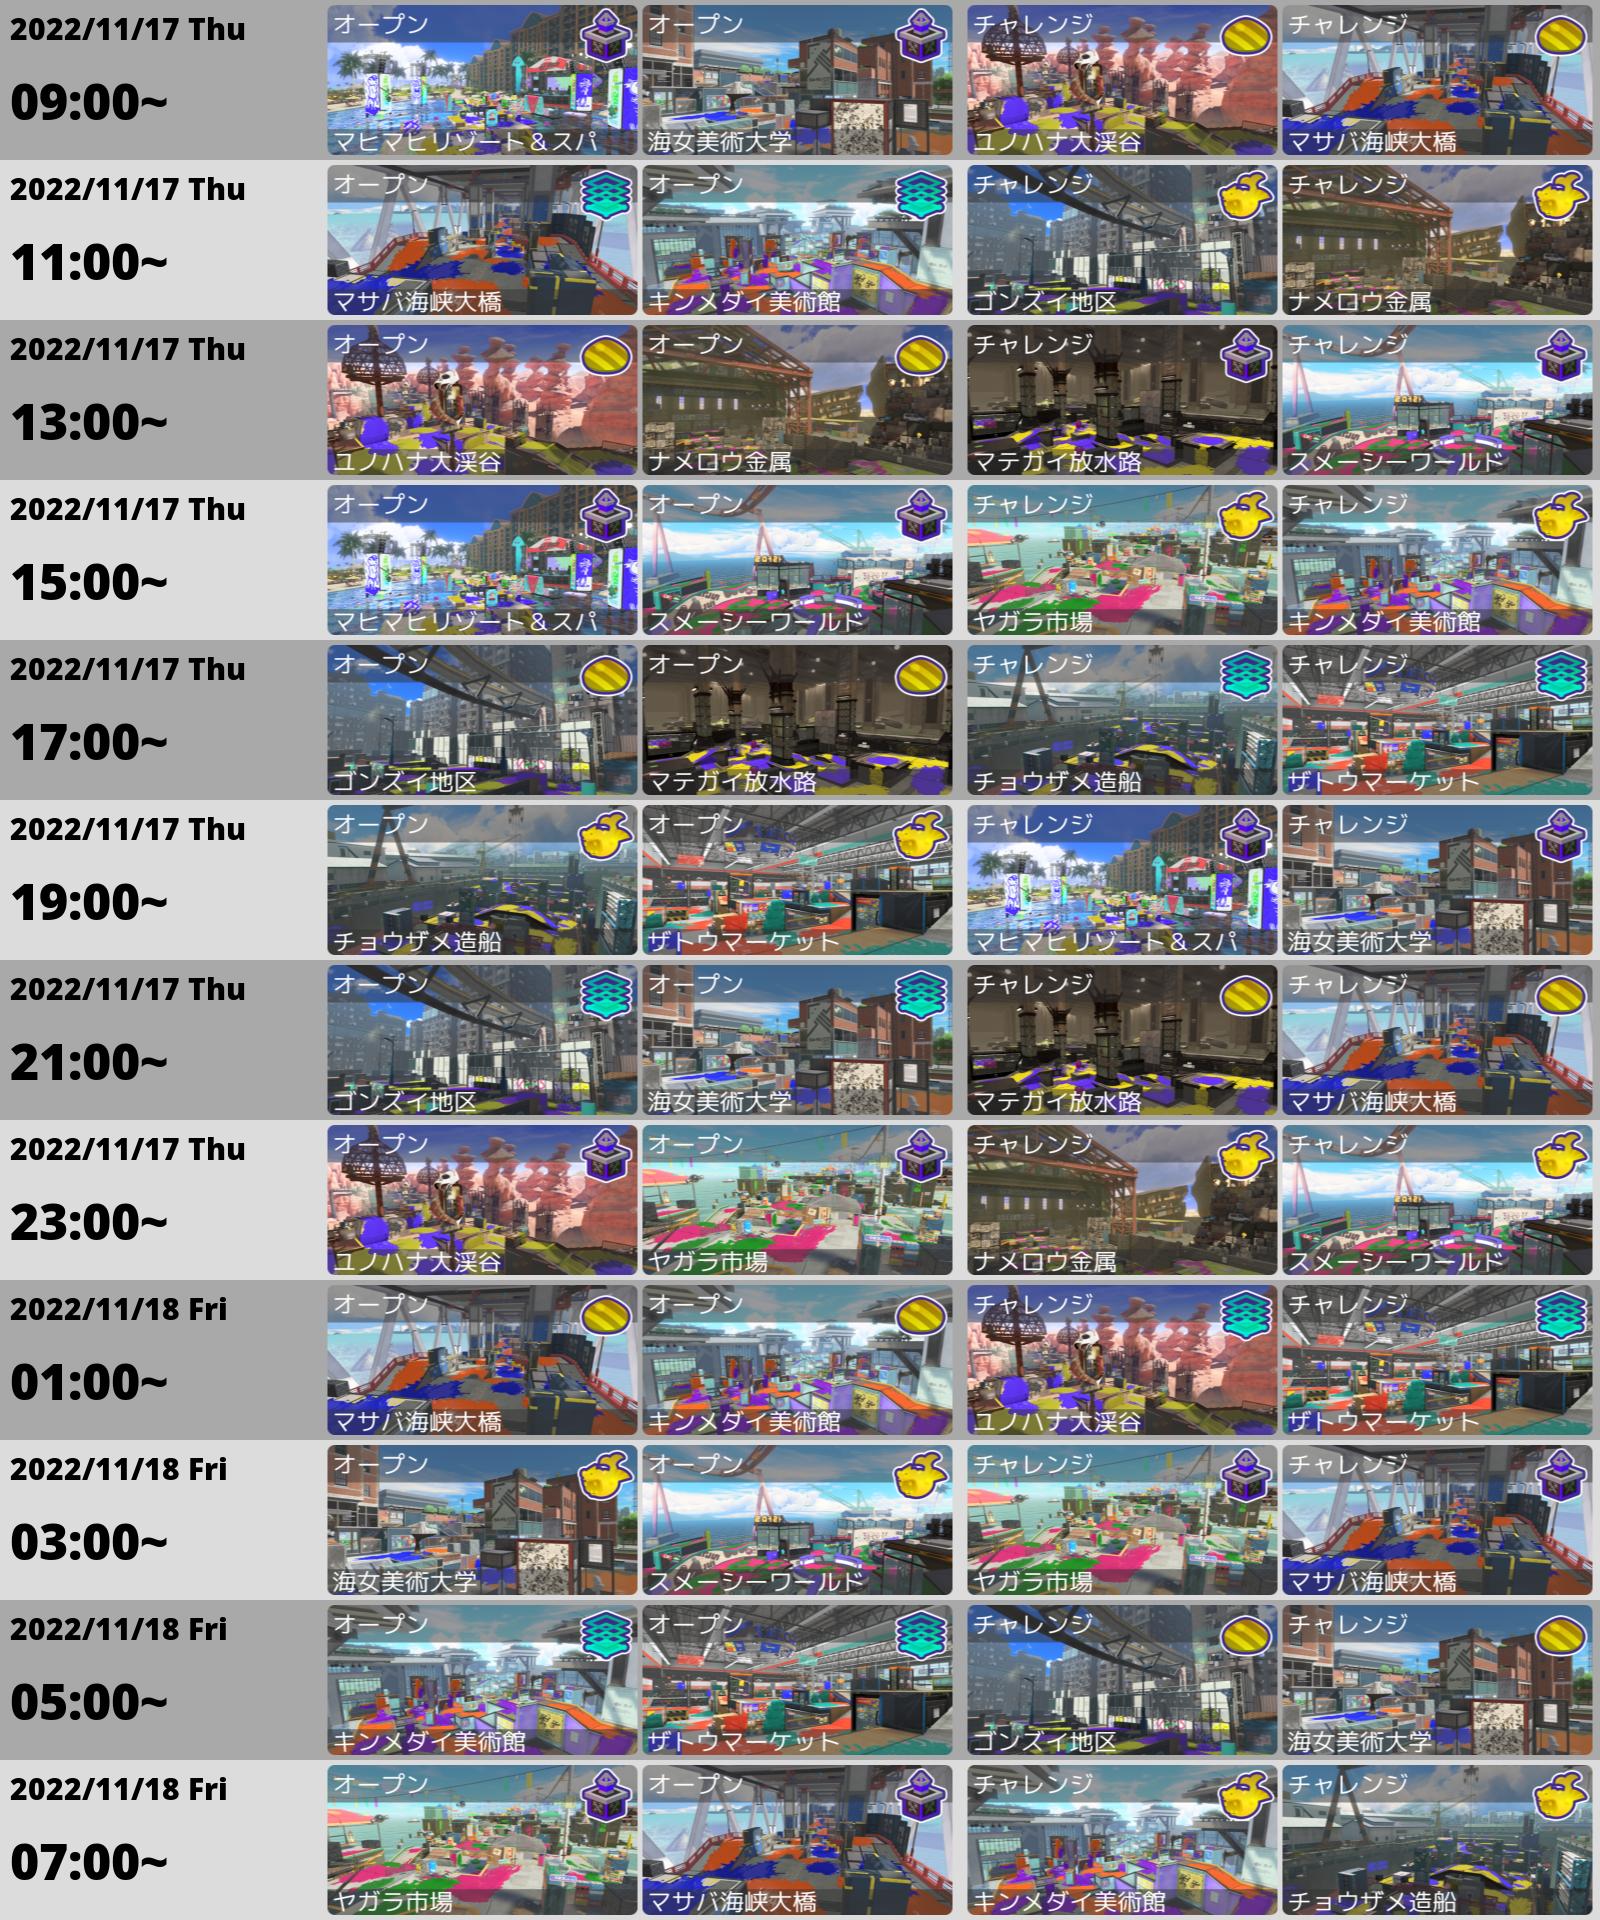 2022/11/17 Thu
09:00~
オープン
マヒマヒリゾート&スパ
オープン
海女美術大学
チャレンジ
ユノハナ大渓谷
チャレンジ
マサバ海峡大橋
2022/11/17 Thu
11:00~
オープン
マサバ海峡大橋
オープン
キンメダイ美術館
チャレンジ
ゴンズイ地区
チャレンジ
ナメロウ金属
2022/11/17 Thu
13:00~
オープン
ユノハナ大渓谷
オープン
ナメロウ金属
チャレンジ
マテガイ放水路
チャレンジ
スメーシーワールド
2022/11/17 Thu
15:00~
オープン
マヒマヒリゾート&スパ
オープン
スメーシーワールド
チャレンジ
ヤガラ市場
チャレンジ
キンメダイ美術館
2022/11/17 Thu
17:00~
オープン
ゴンズイ地区
オープン
マテガイ放水路
チャレンジ
チョウザメ造船
チャレンジ
ザトウマーケット
2022/11/17 Thu
19:00~
オープン
チョウザメ造船
オープン
ザトウマーケット
チャレンジ
マヒマヒリゾート&スパ
チャレンジ
海女美術大学
2022/11/17 Thu
21:00~
オープン
ゴンズイ地区
オープン
海女美術大学
チャレンジ
マテガイ放水路
チャレンジ
マサバ海峡大橋
2022/11/17 Thu
23:00~
オープン
ユノハナ大渓谷
オープン
ヤガラ市場
チャレンジ
ナメロウ金属
チャレンジ
スメーシーワールド
2022/11/18 Fri
01:00~
オープン
マサバ海峡大橋
オープン
キンメダイ美術館
チャレンジ
ユノハナ大渓谷
チャレンジ
ザトウマーケット
2022/11/18 Fri
03:00~
オープン
海女美術大学
オープン
スメーシーワールド
チャレンジ
ヤガラ市場
チャレンジ
マサバ海峡大橋
2022/11/18 Fri
05:00~
オープン
キンメダイ美術館
オープン
ザトウマーケット
チャレンジ
ゴンズイ地区
チャレンジ
海女美術大学
2022/11/18 Fri
07:00~
オープン
ヤガラ市場
オープン
マサバ海峡大橋
チャレンジ
キンメダイ美術館
チャレンジ
チョウザメ造船